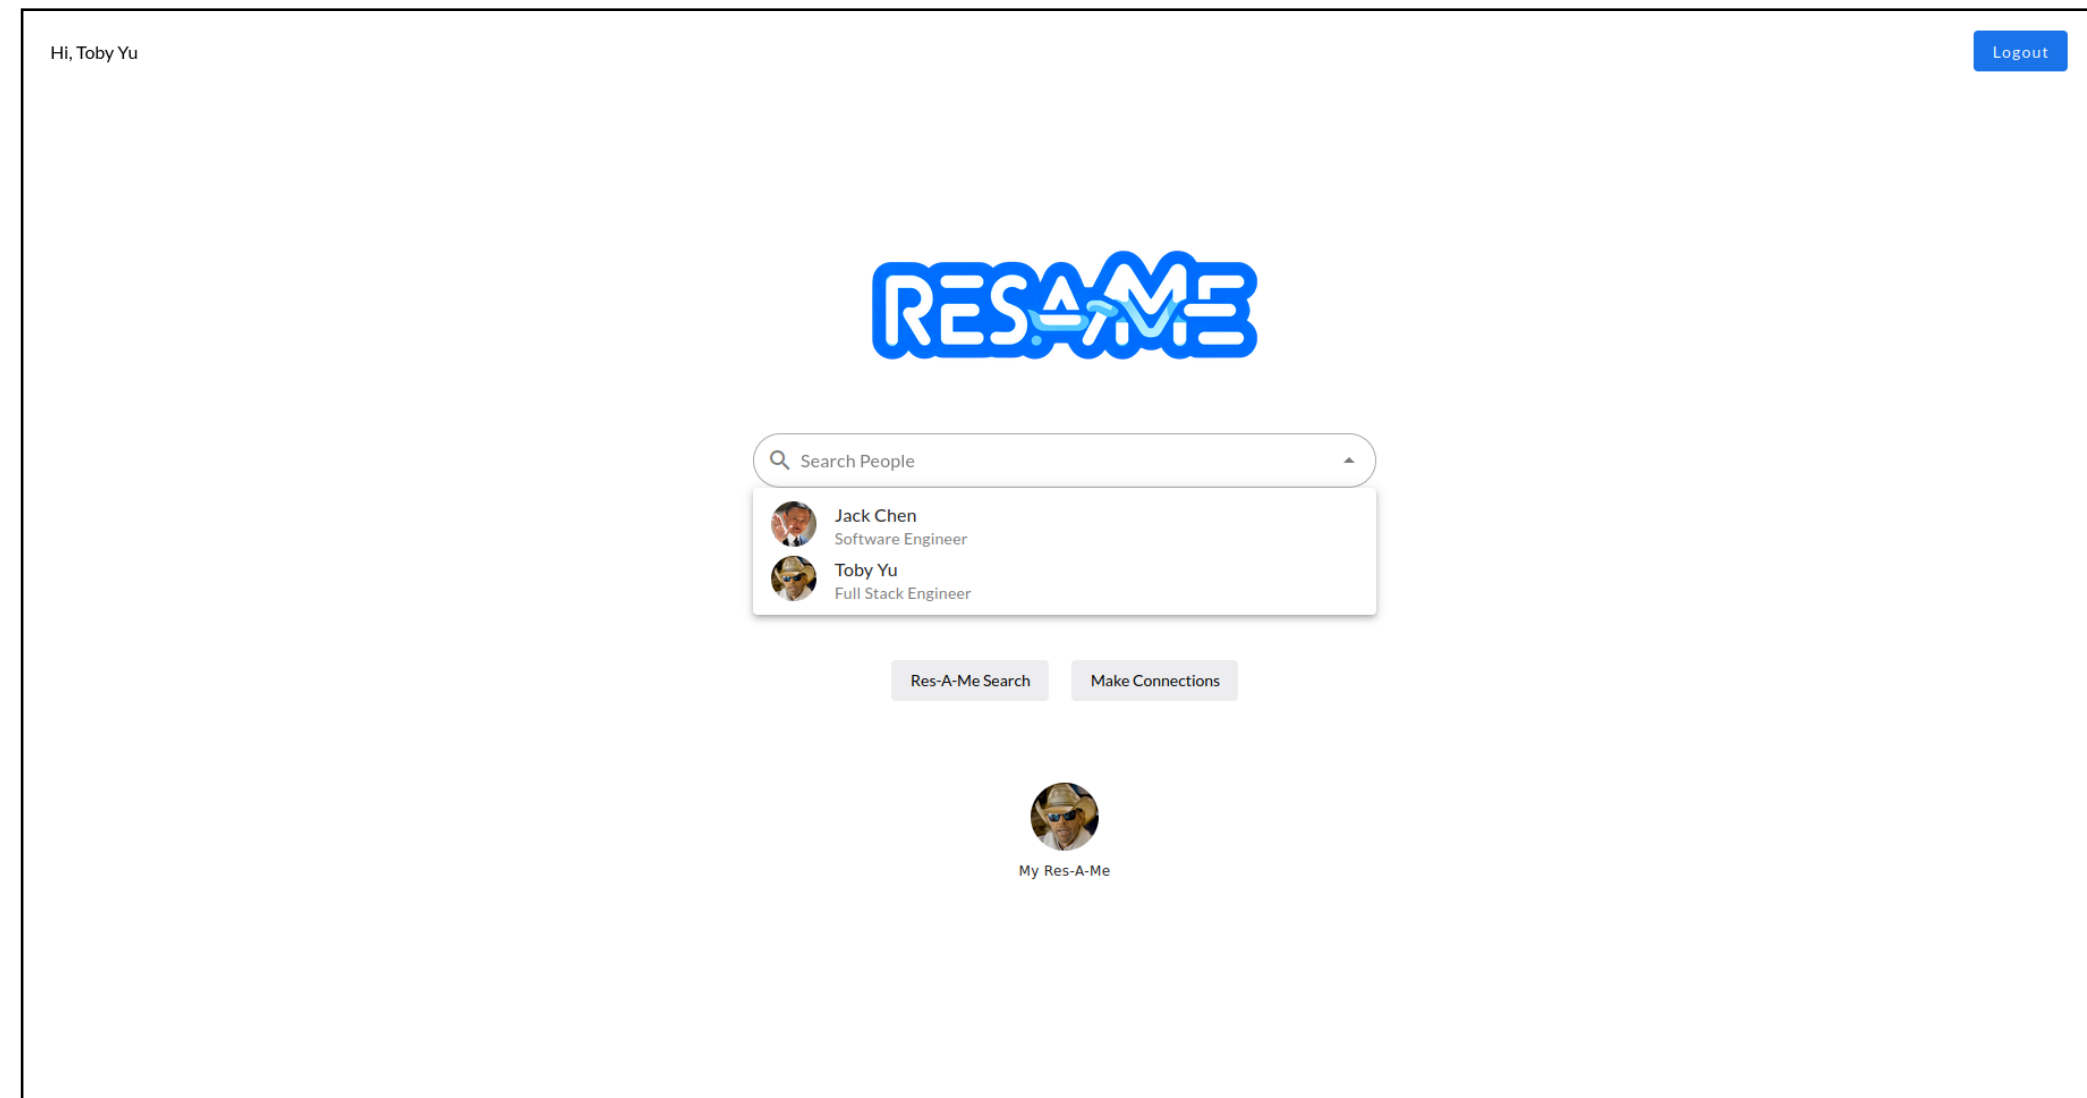 Hi, Toby Yu
Logout
RES-A-ME
Search People
Jack Chen
Software Engineer
Toby Yu
Full Stack Engineer
Res-A-Me Search
Make Connections
My Res-A-Me